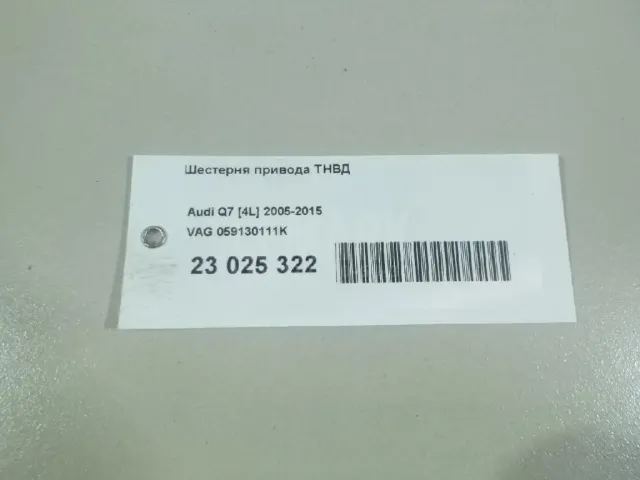 Шестерня привода ТНВД
Audi Q7 [4L] 2005-2015
VAG 059130111K
23 025 322